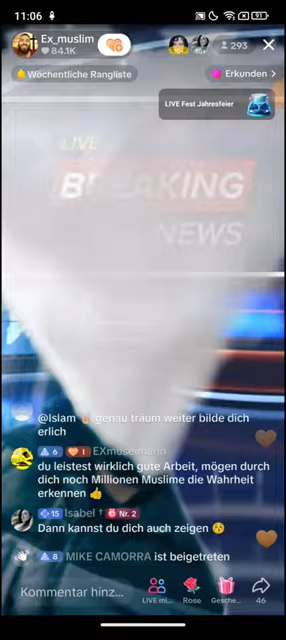 11:06
91
Ex_muslim
84.1K
293
Wöchentliche Rangliste
Erkunden >
LIVE Fest Jahresfeier
LIVE
BREAKING
NEWS
@Islam genau träum weiter bilde dich
erlich
6 1 EXmusermann
du leistest wirklich gute Arbeit, mögen durch
dich noch Millionen Muslime die Wahrheit
erkennen 👍
15 Isabel † Nr. 2
Dann kannst du dich auch zeigen 😚
8 MIKE CAMORRA ist beigetreten
Kommentar hinz...
LIVE mi...
Rose
Gesche...
46